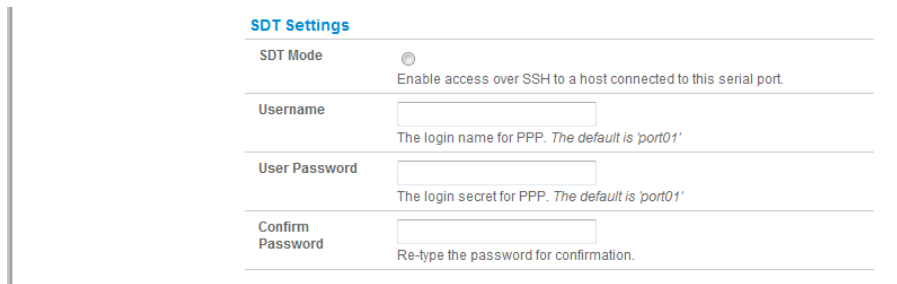 SDT Settings
SDT Mode
Enable access over SSH to a host connected to this serial port.
Username
The login name for PPP. The default is 'port01'
User Password
The login secret for PPP. The default is 'port01'
Confirm
Password
Re-type the password for confirmation.